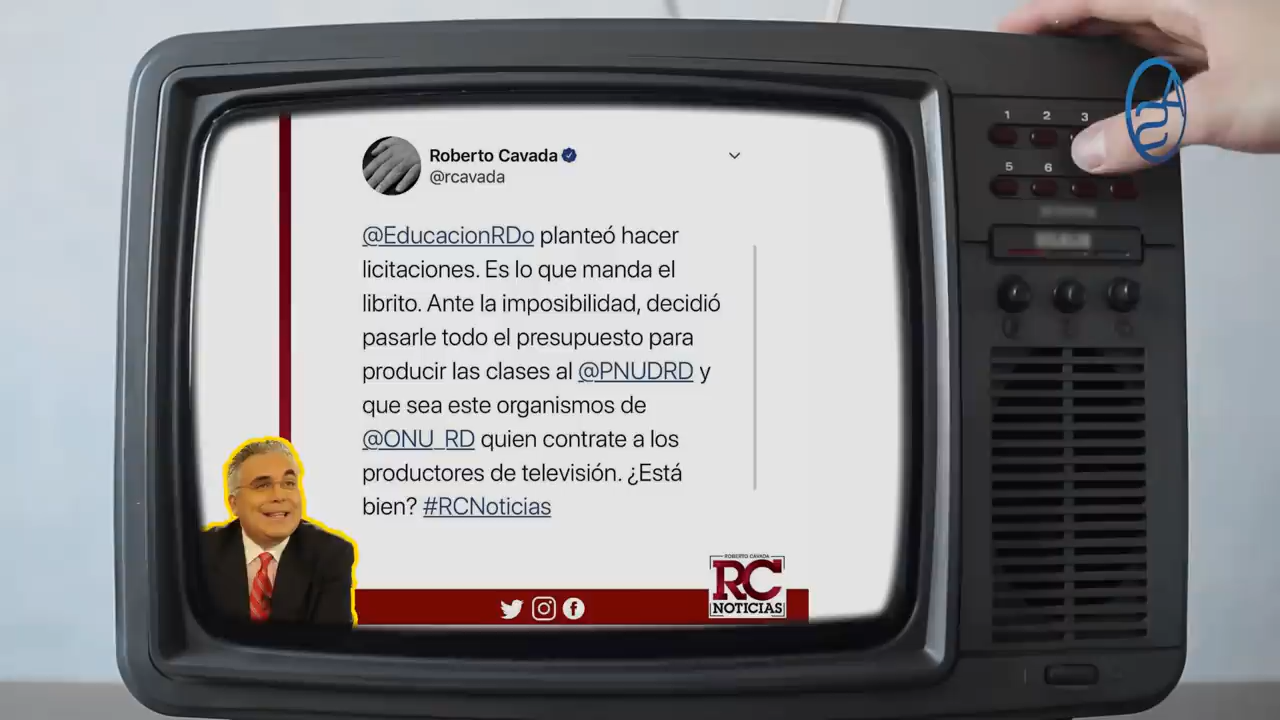 Roberto Cavada
@rcavada
@EducacionRDo planteó hacer
licitaciones. Es lo que manda el
librito. Ante la imposibilidad, decidió
pasarle todo el presupuesto para
producir las clases al @PNUDRD y
que sea este organismos de
@ONU_RD quien contrate a los
productores de televisión. ¿Está
bien? #RCNoticias
ROBERTO CAVADA
RC
NOTICIAS
1 2 3
5 6